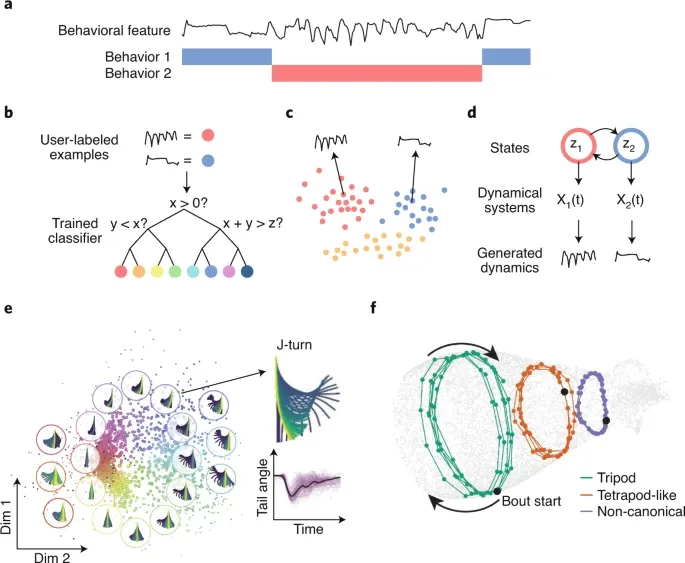 a
Behavioral feature
Behavior 1
Behavior 2
b
User-labeled
examples
=
=
x > 0?
Trained
classifier
y < x?
x + y > z?
c
d
States
z1
z2
Dynamical
systems
X1(t)
X2(t)
Generated
dynamics
e
J-turn
Tail angle
Time
Dim 1
Dim 2
f
Bout start
Tripod
Tetrapod-like
Non-canonical